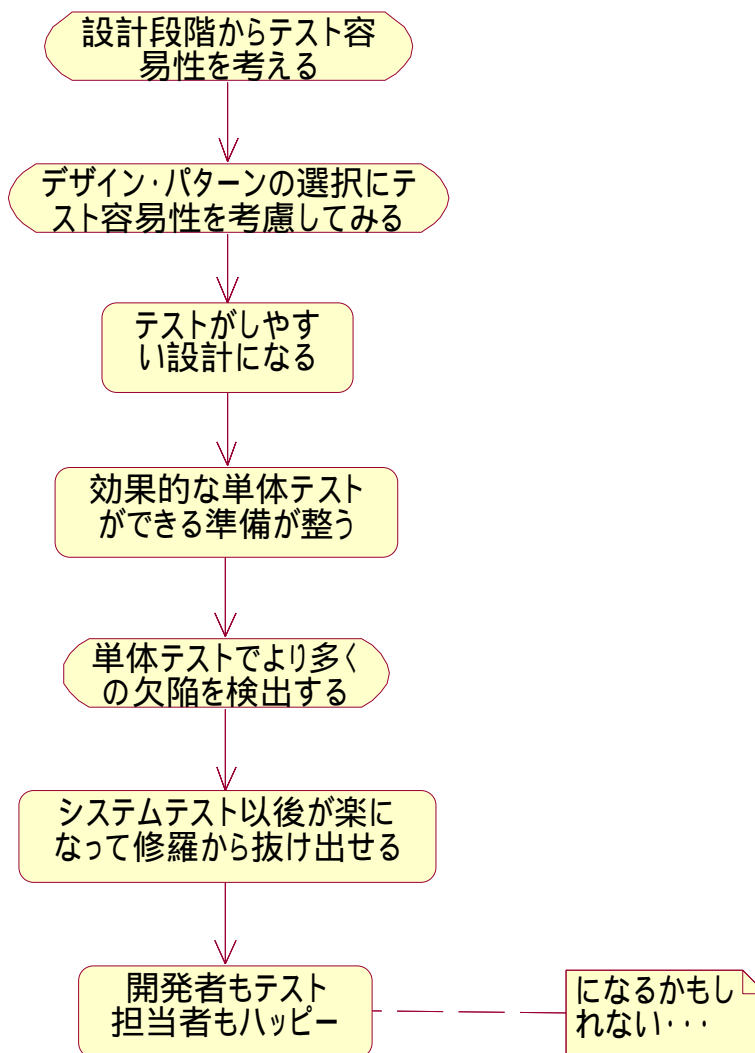 設計段階からテスト容
易性を考える
デザイン・パターンの選択にテ
スト容易性を考慮してみる
テストがしやす
い設計になる
効果的な単体テスト
ができる準備が整う
単体テストでより多く
の欠陥を検出する
システムテスト以後が楽に
なって修羅から抜け出せる
開発者もテスト
担当者もハッピー
になるかもし
れない・・・